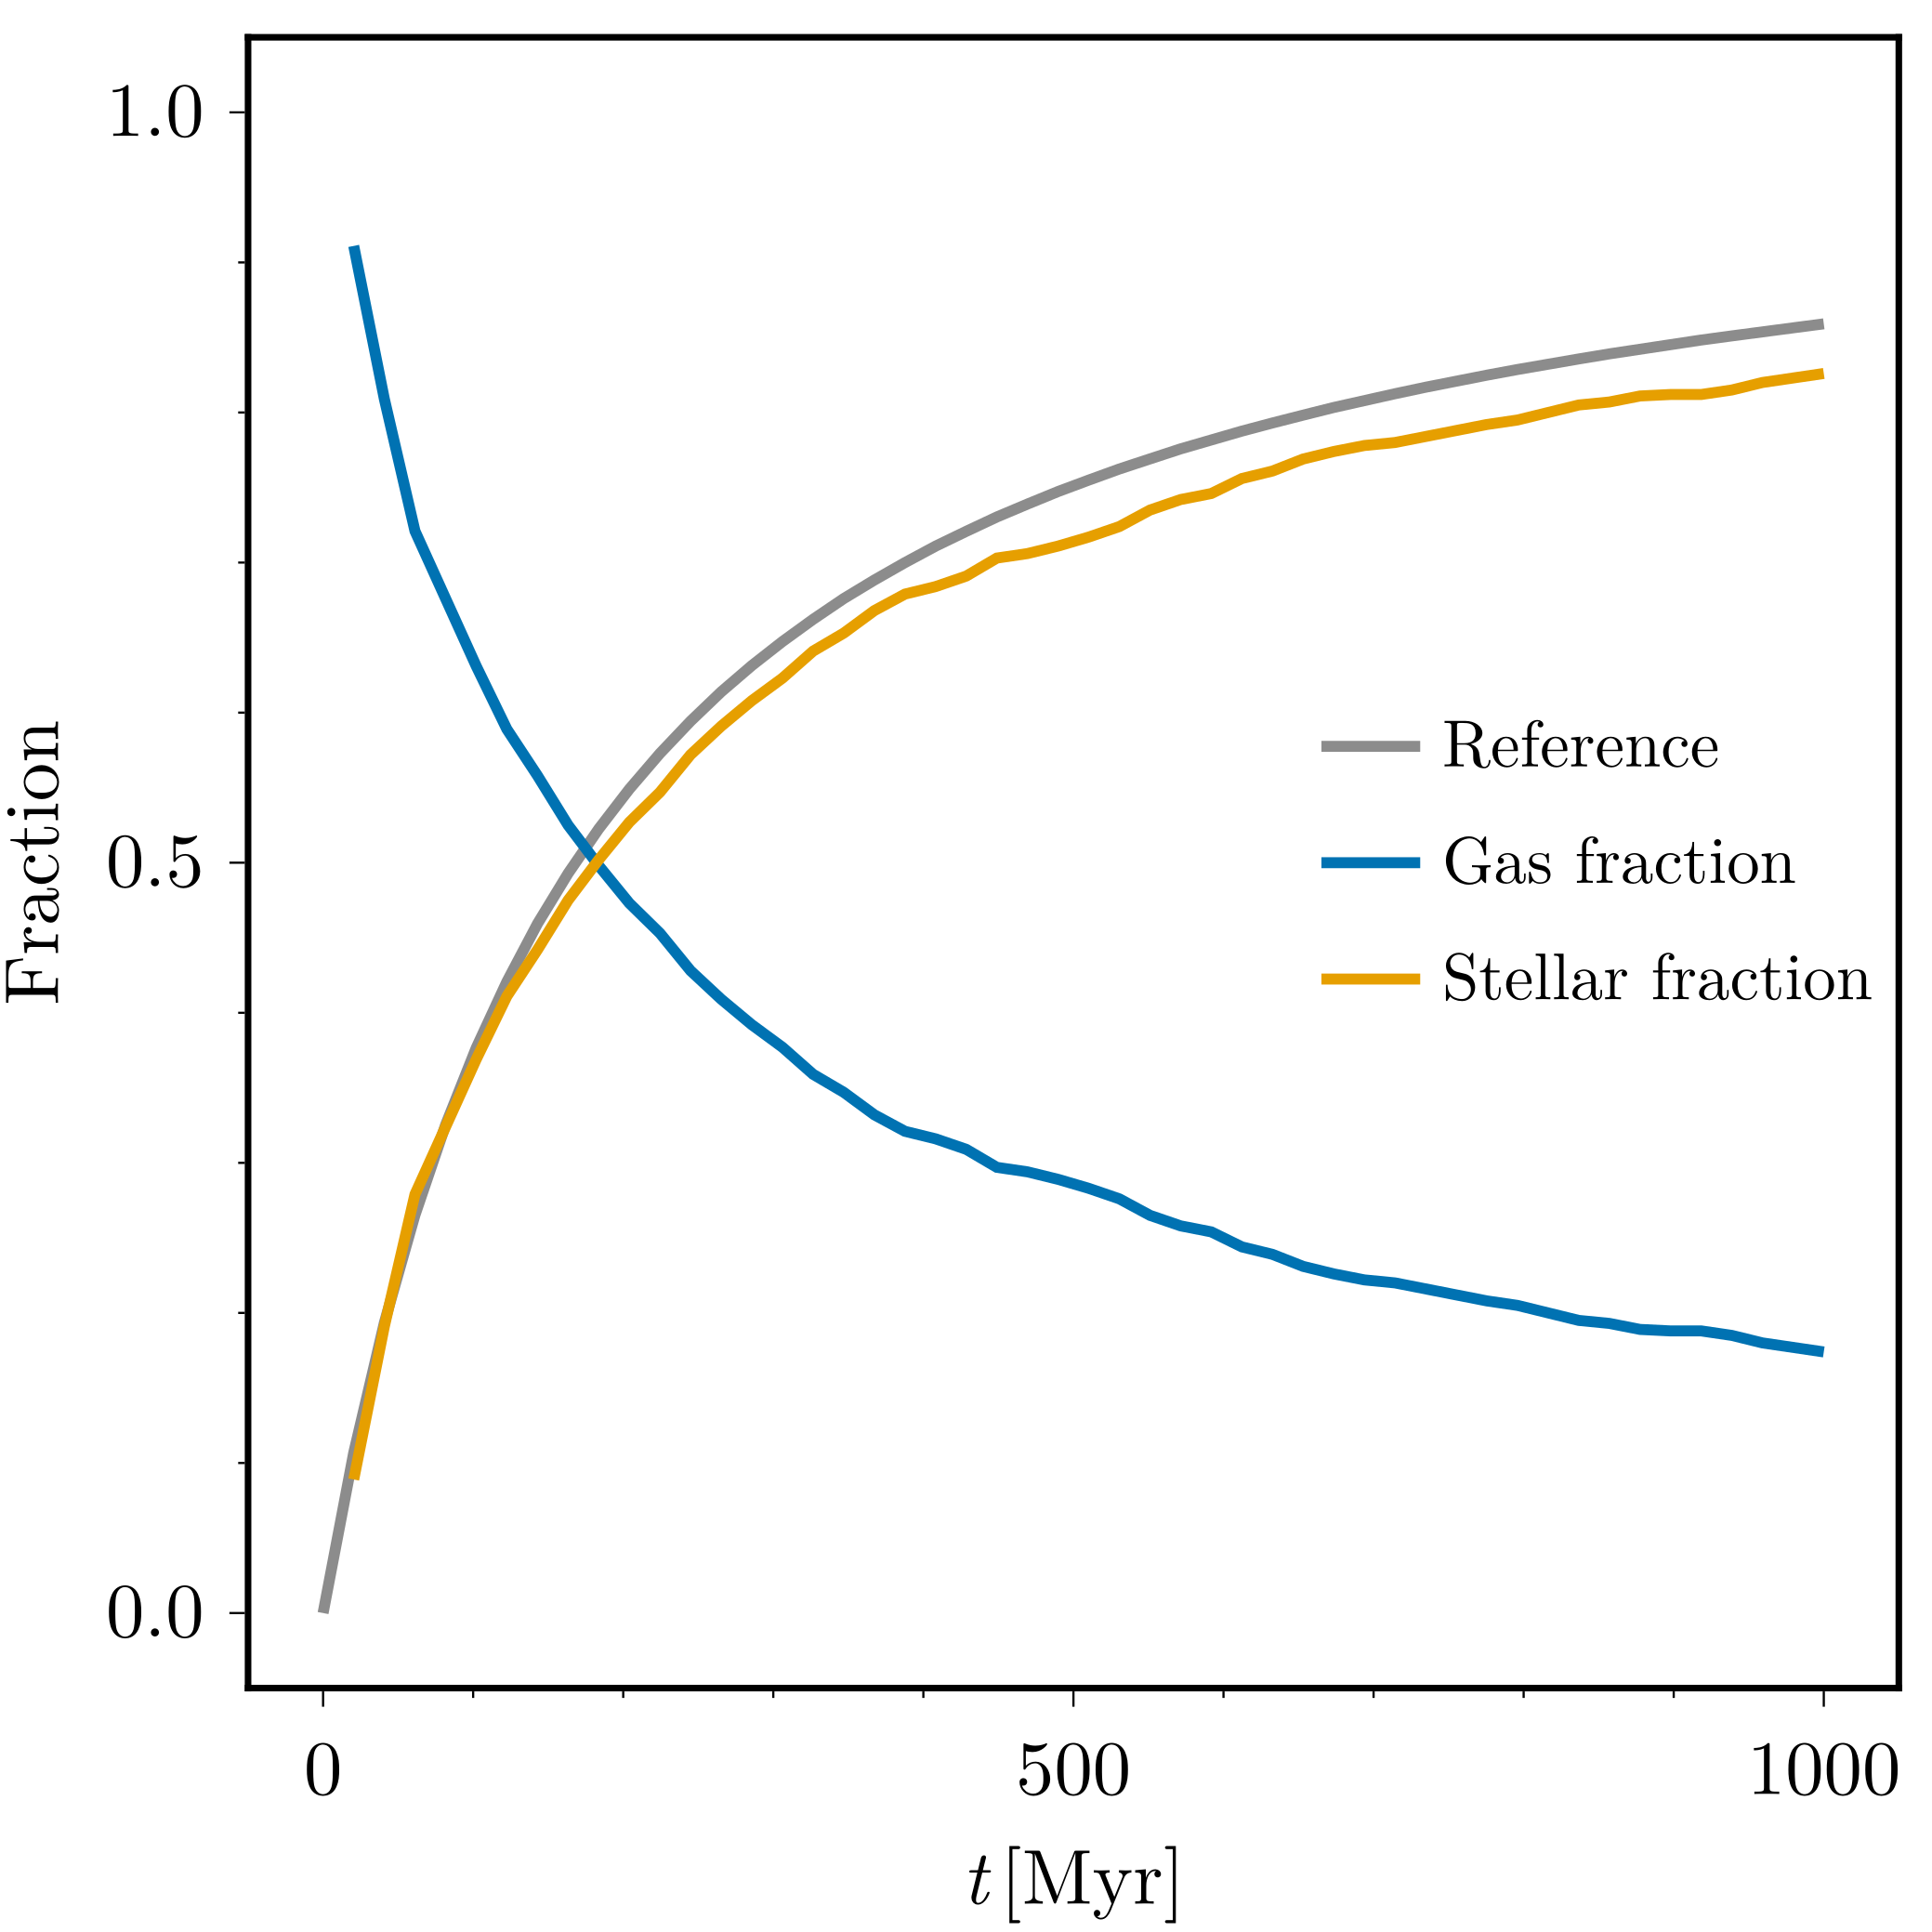 1.0
0.5
0.0
Fraction
Reference
Gas fraction
Stellar fraction
0 500 1000
t [Myr]